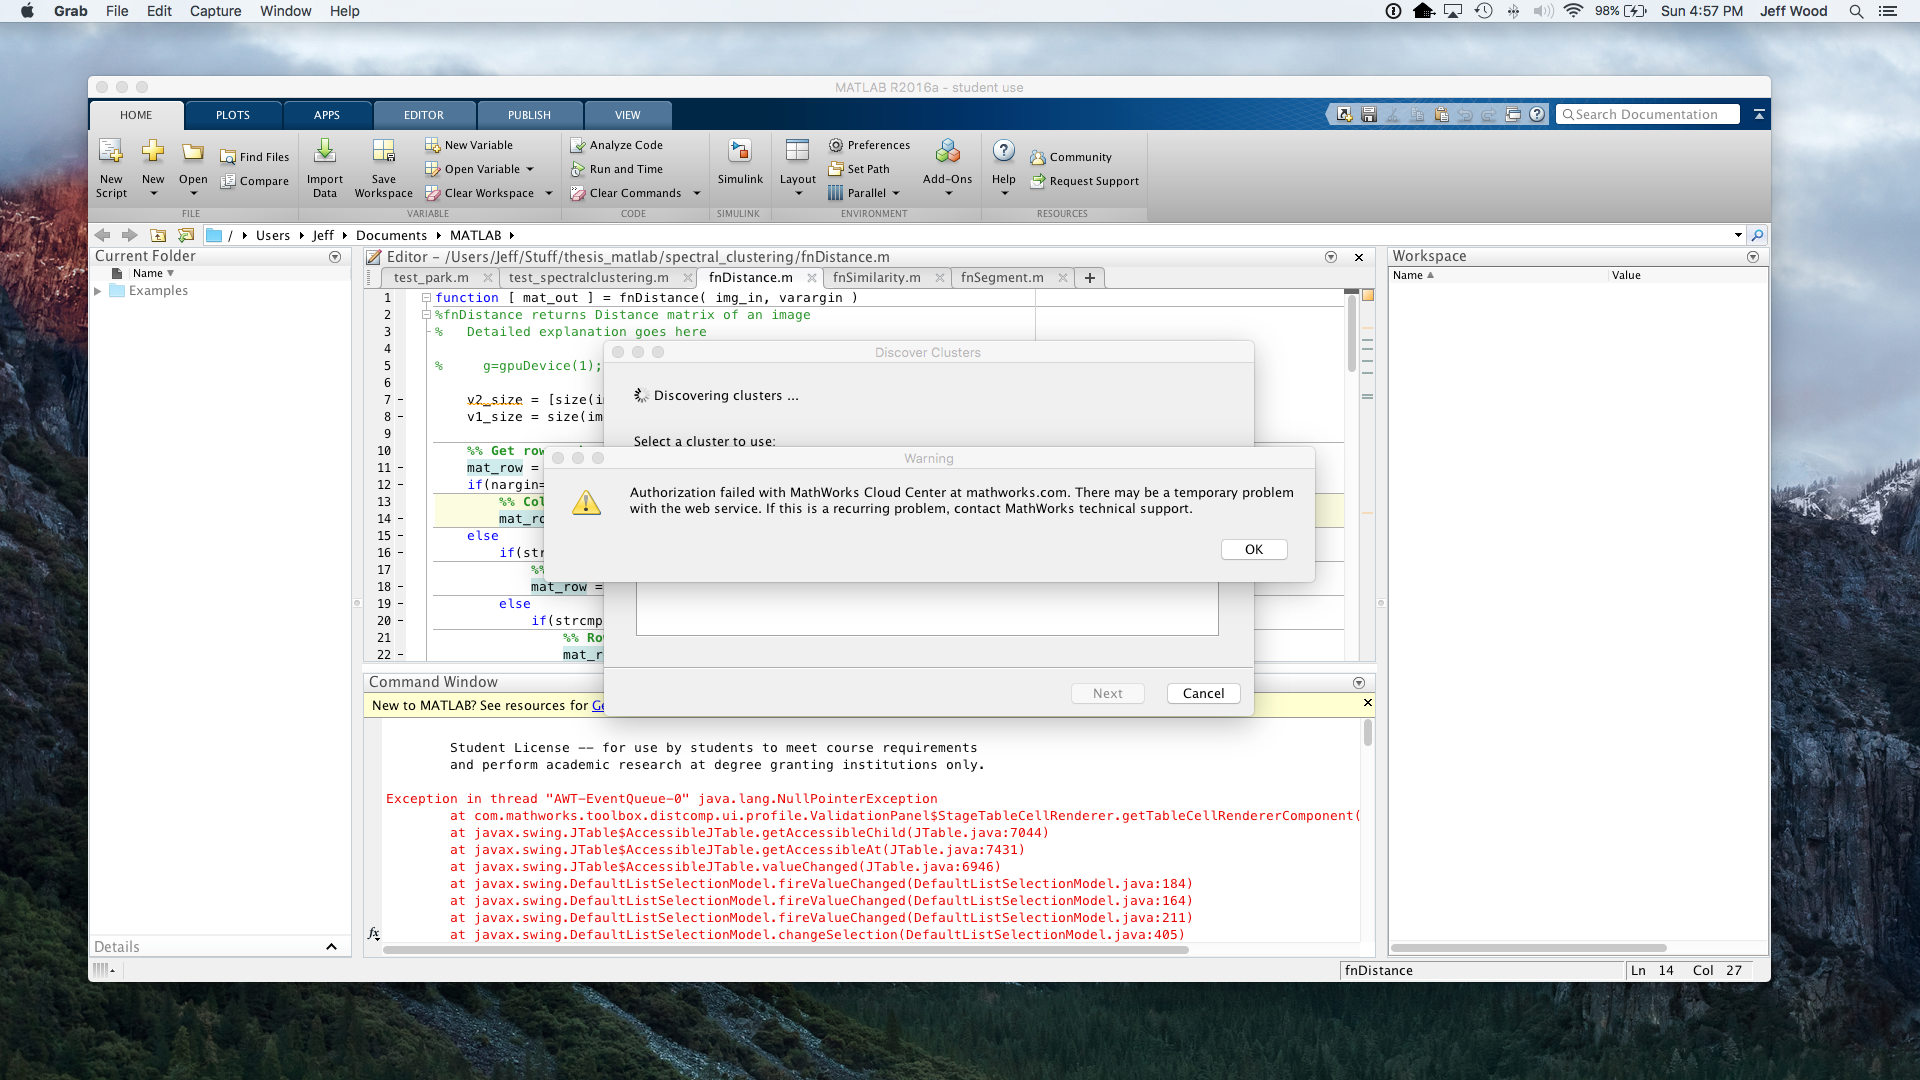 Grab File Edit Capture Window Help 98% Sun 4:57 PM Jeff Wood
MATLAB R2016a - student use
HOME PLOTS APPS EDITOR PUBLISH VIEW Search Documentation
New Script
New
Open
Find Files
Compare
FILE
Import Data
Save Workspace
New Variable
Open Variable
Clear Workspace
VARIABLE
Analyze Code
Run and Time
Clear Commands
CODE
Simulink
SIMULINK
Layout
Preferences
Set Path
Parallel
Add-Ons
ENVIRONMENT
Help
Community
Request Support
RESOURCES
/ Users Jeff Documents MATLAB
Current Folder
Name
Examples
Details
Editor - /Users/Jeff/Stuff/thesis_matlab/spectral_clustering/fnDistance.m
test_park.m test_spectralclustering.m fnDistance.m fnSimilarity.m fnSegment.m +
1 function [ mat_out ] = fnDistance( img_in, varargin )
2 %fnDistance returns Distance matrix of an image
3 % Detailed explanation goes here
4
5 % g=gpuDevice(1);
6
7 - v2_size = [size(i
8 - v1_size = size(im
9
10 %% Get row
11 - mat_row =
12 - if(nargin=
13 %% Col
14 - mat_ro
15 - else
16 - if(str
17 %%
18 - mat_row =
19 - else
20 - if(strcmp
21 %% Ro
22 - mat_r
Discover Clusters
Discovering clusters ...
Select a cluster to use:
Next Cancel
Warning
Authorization failed with MathWorks Cloud Center at mathworks.com. There may be a temporary problem
with the web service. If this is a recurring problem, contact MathWorks technical support.
OK
Command Window
New to MATLAB? See resources for Ge
Student License -- for use by students to meet course requirements
and perform academic research at degree granting institutions only.
Exception in thread "AWT-EventQueue-0" java.lang.NullPointerException
at com.mathworks.toolbox.distcomp.ui.profile.ValidationPanel$StageTableCellRenderer.getTableCellRendererComponent(
at javax.swing.JTable$AccessibleJTable.getAccessibleChild(JTable.java:7044)
at javax.swing.JTable$AccessibleJTable.getAccessibleAt(JTable.java:7431)
at javax.swing.JTable$AccessibleJTable.valueChanged(JTable.java:6946)
at javax.swing.DefaultListSelectionModel.fireValueChanged(DefaultListSelectionModel.java:184)
at javax.swing.DefaultListSelectionModel.fireValueChanged(DefaultListSelectionModel.java:164)
at javax.swing.DefaultListSelectionModel.fireValueChanged(DefaultListSelectionModel.java:211)
at javax.swing.DefaultListSelectionModel.changeSelection(DefaultListSelectionModel.java:405)
fx
Workspace
Name Value
fnDistance Ln 14 Col 27